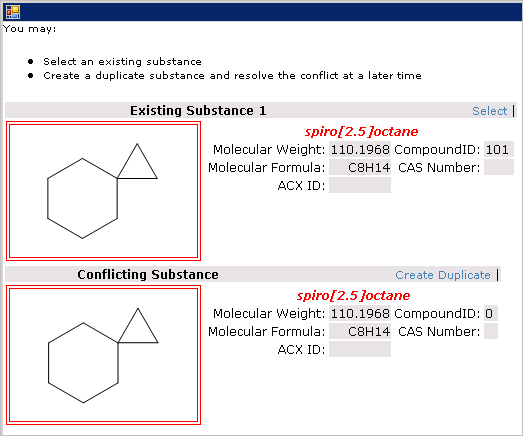 You may:
• Select an existing substance
• Create a duplicate substance and resolve the conflict at a later time
Existing Substance 1 Select |
spiro[2.5]octane
Molecular Weight: 110.1968 CompoundID: 101
Molecular Formula: C8H14 CAS Number:
ACX ID:
Conflicting Substance Create Duplicate |
spiro[2.5]octane
Molecular Weight: 110.1968 CompoundID: 0
Molecular Formula: C8H14 CAS Number:
ACX ID: